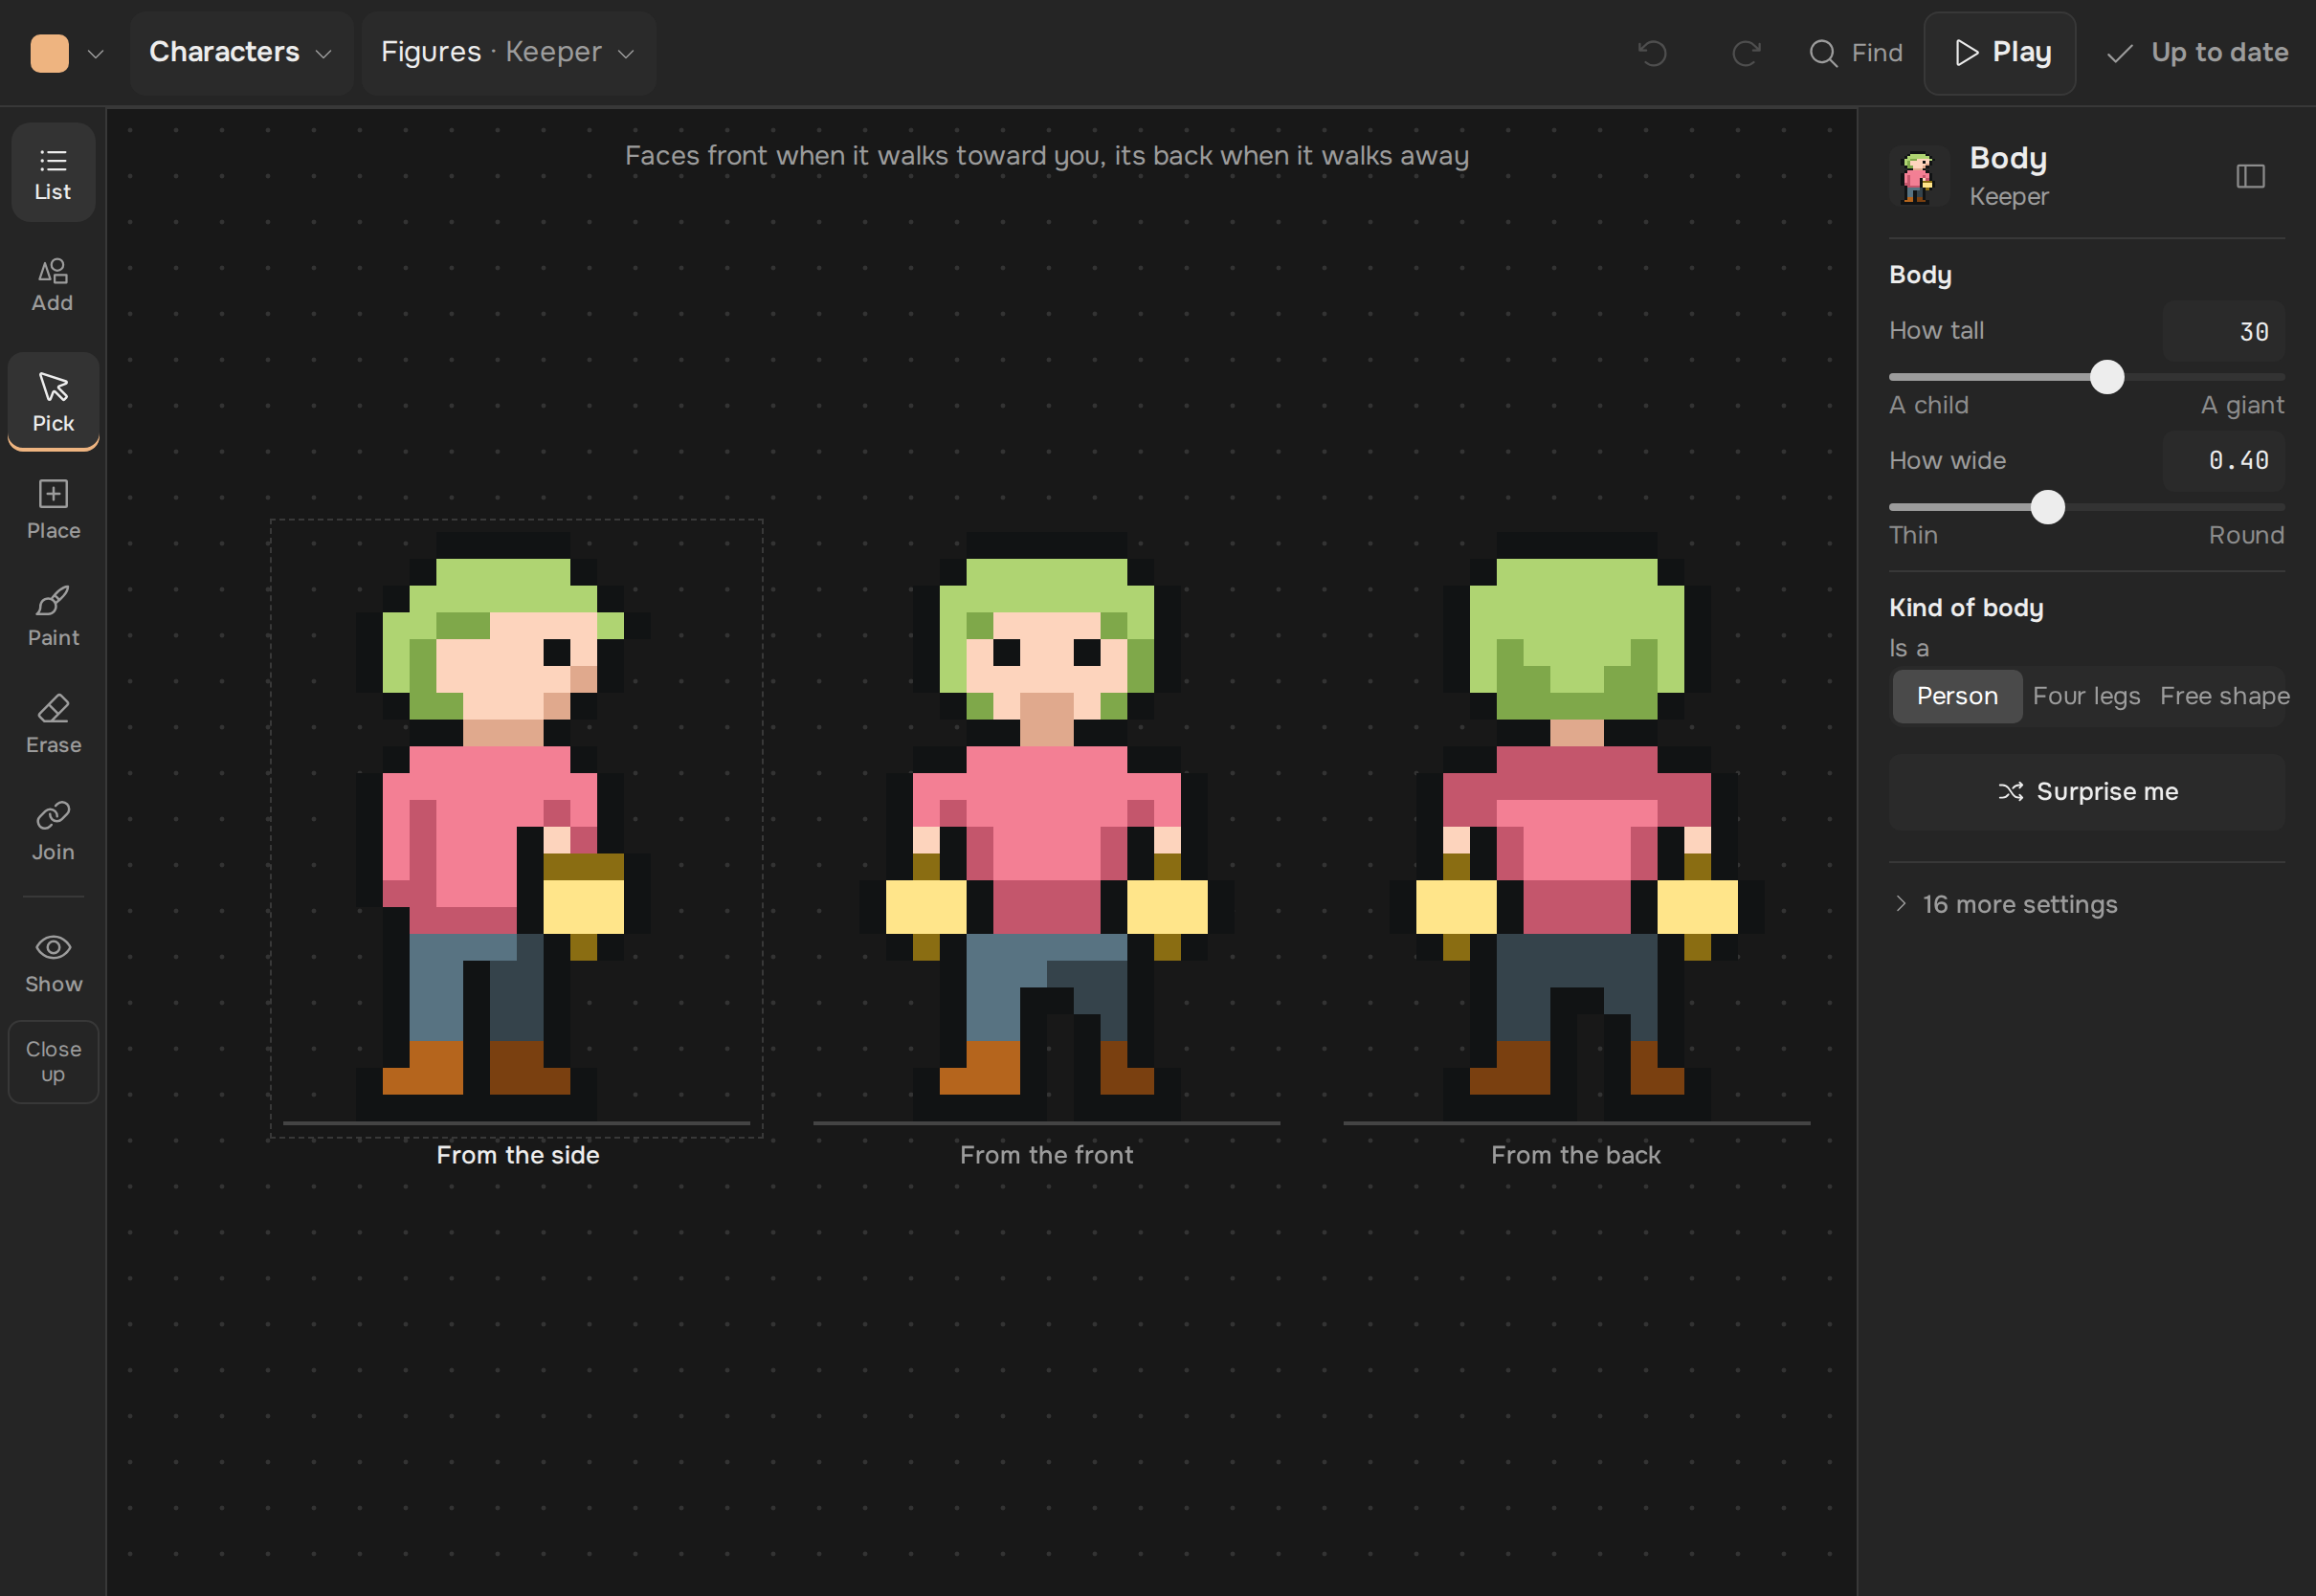 Characters
Figures · Keeper
Find
Play
Up to date
List
Add
Pick
Place
Paint
Erase
Join
Show
Close
up
Faces front when it walks toward you, its back when it walks away
From the side
From the front
From the back
Body
Keeper
Body
How tall
30
A child
A giant
How wide
0.40
Thin
Round
Kind of body
Is a
Person
Four legs
Free shape
Surprise me
16 more settings